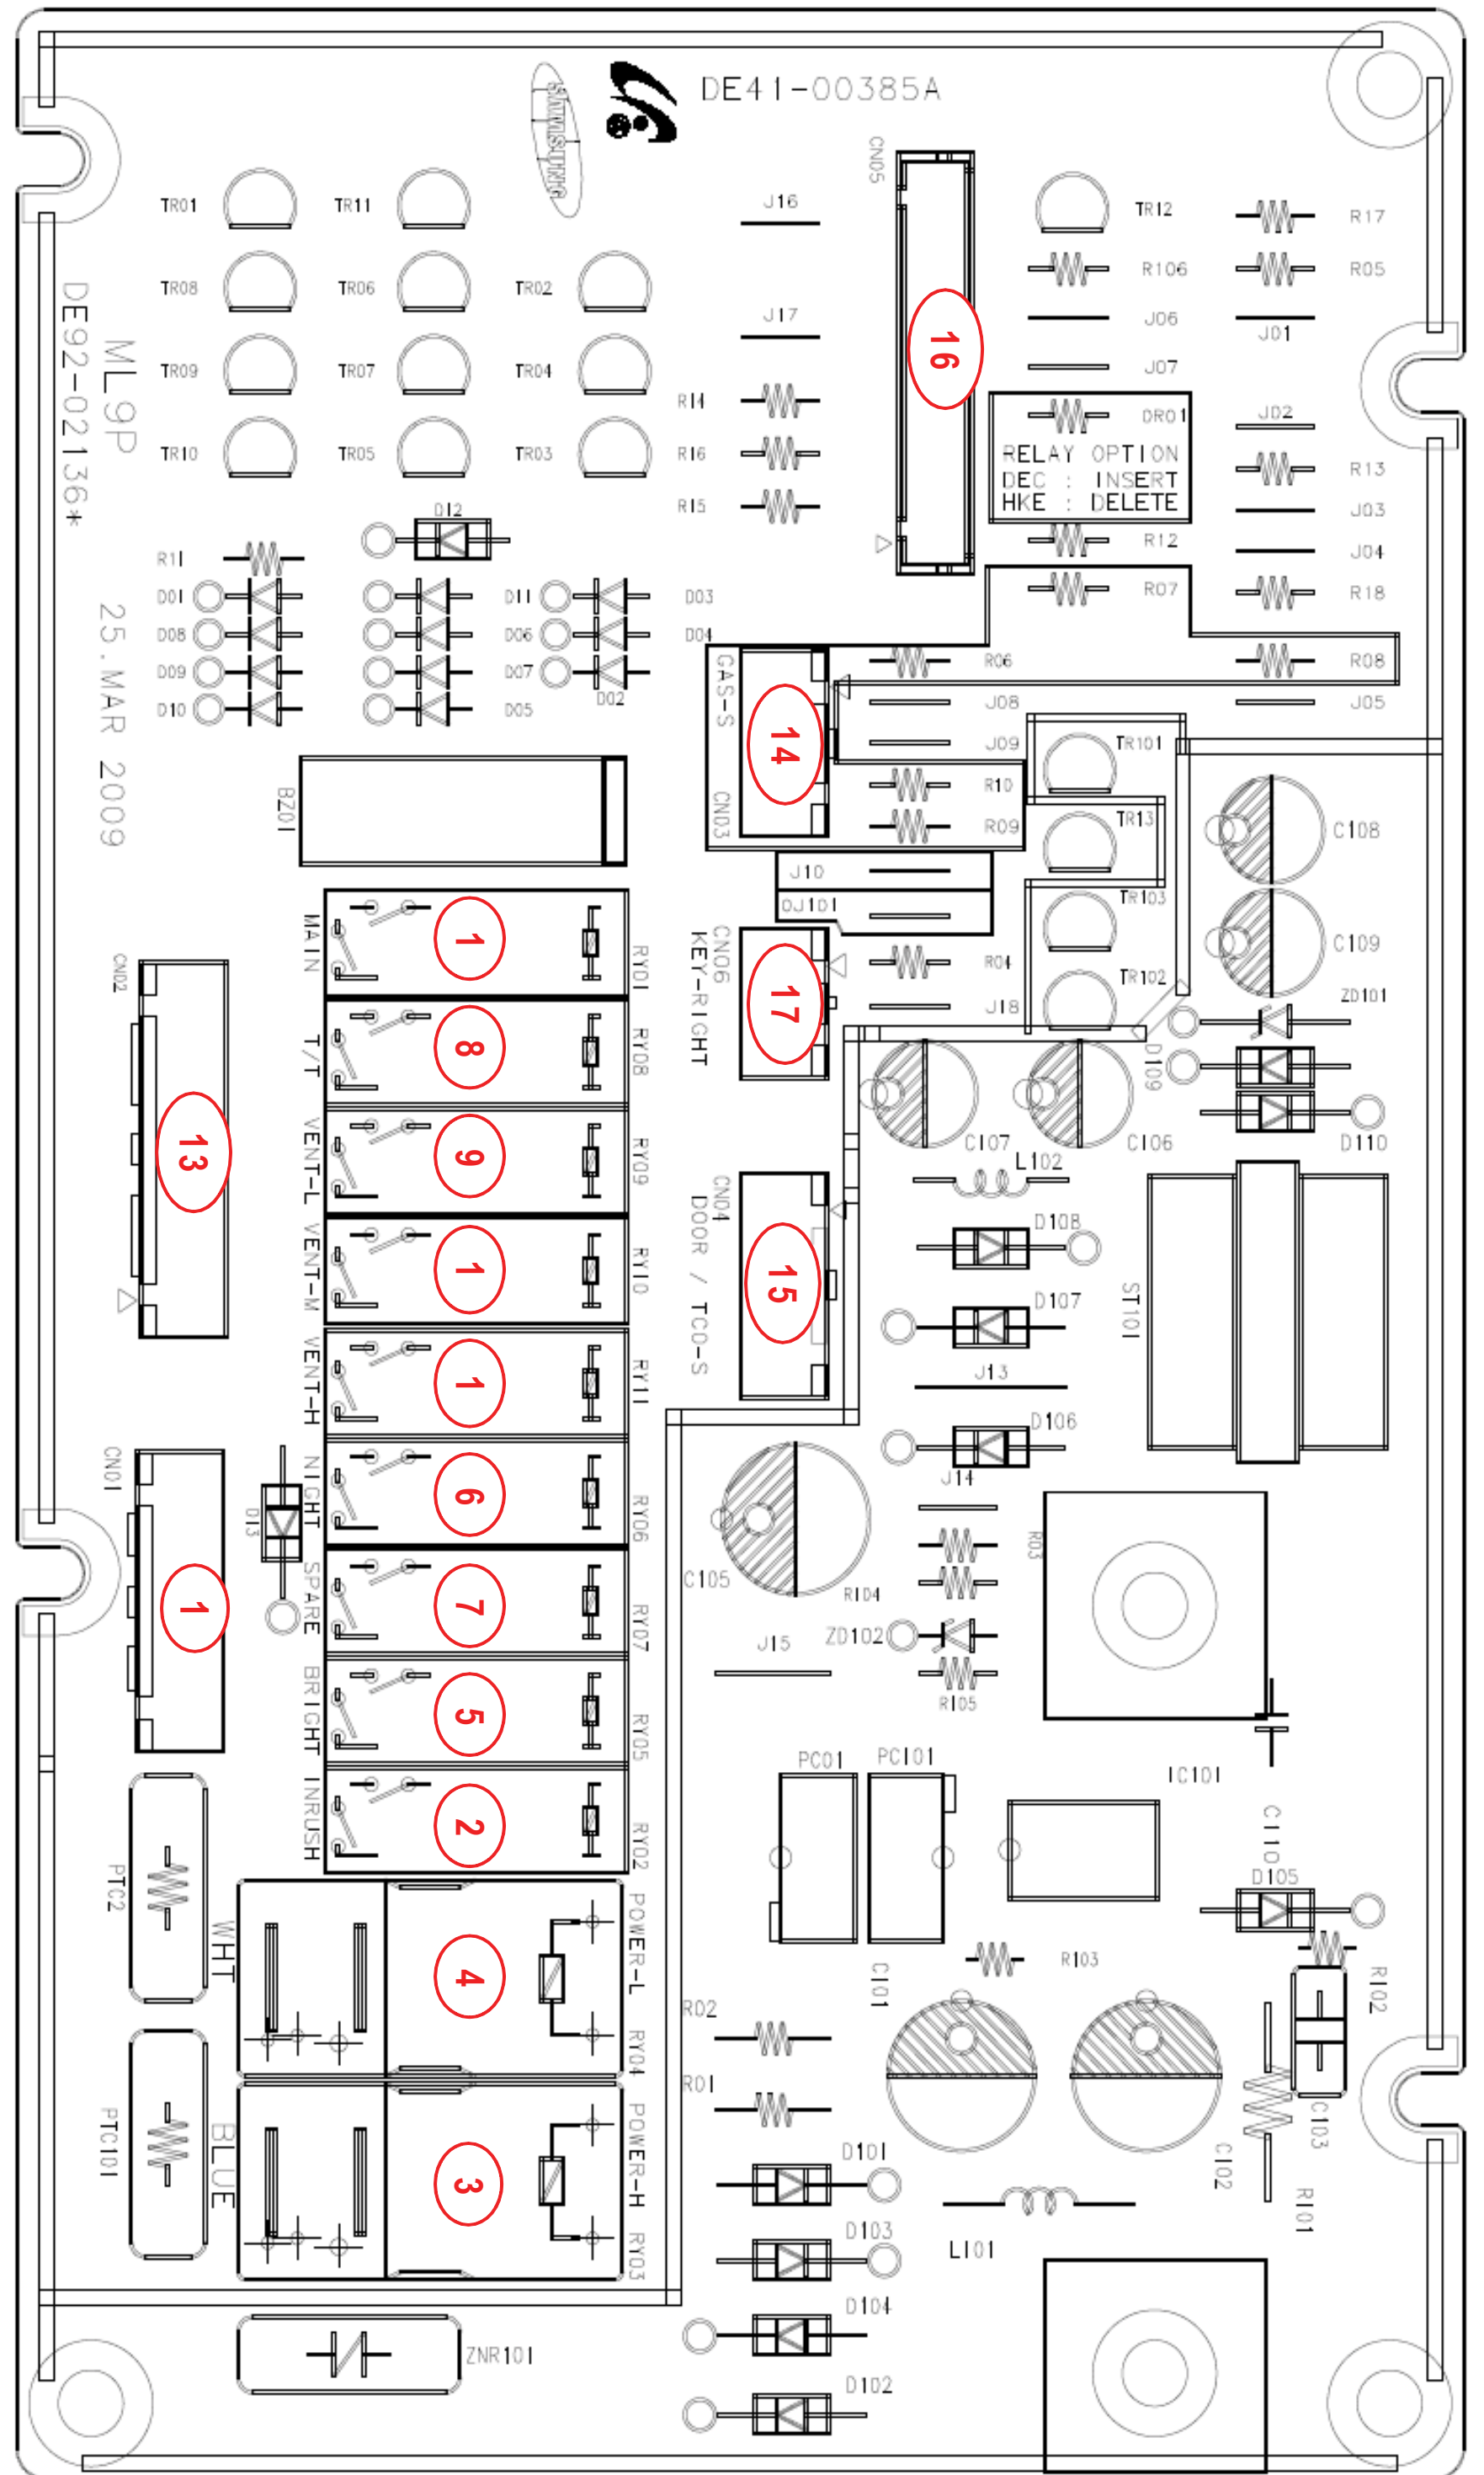 DE41-00385A
SAMSUNG
CN05
TR01
TR11
J16
TR12
R17
R106
R05
TR08
TR06
TR02
J17
J06
J01
TR09
TR07
TR04
16
J07
R14
DR01
J02
RELAY OPTION
DEC : INSERT
HKE : DELETE
TR10
TR05
TR03
R16
R13
R15
J03
ML9P
DE92-02136*
25.MAR 2009
D12
R12
J04
R11
R07
R18
D01
D11
D03
D08
D06
D04
D09
D07
D02
D10
D05
R06
R08
GAS-S
CN03
14
J08
J05
J09
TR101
R10
R09
TR13
C108
BZ01
J10
DJ101
TR103
C109
MAIN
1
RY01
CN06
KEY-RIGHT
17
R04
J18
TR102
ZD101
CN02
13
T/T
8
RY08
D109
D110
VENT-L
9
RY09
C107
C106
L102
CN04
DOOR / TCO-S
15
D108
VENT-M
1
RY10
D107
ST101
VENT-H
1
RY11
J13
D106
CN01
1
D13
NIGHT
6
RY06
J14
C105
R03
R104
SPARE
7
RY07
ZD102
J15
R105
BRIGHT
5
RY05
PC01
PC101
IC101
INRUSH
2
RY02
C110
D105
PTC2
WHT
4
POWER-L
RY04
C101
R103
R102
R02
R01
PTC101
BLUE
3
POWER-H
RY03
D101
C102
C103
R101
D103
L101
D104
ZNR101
D102